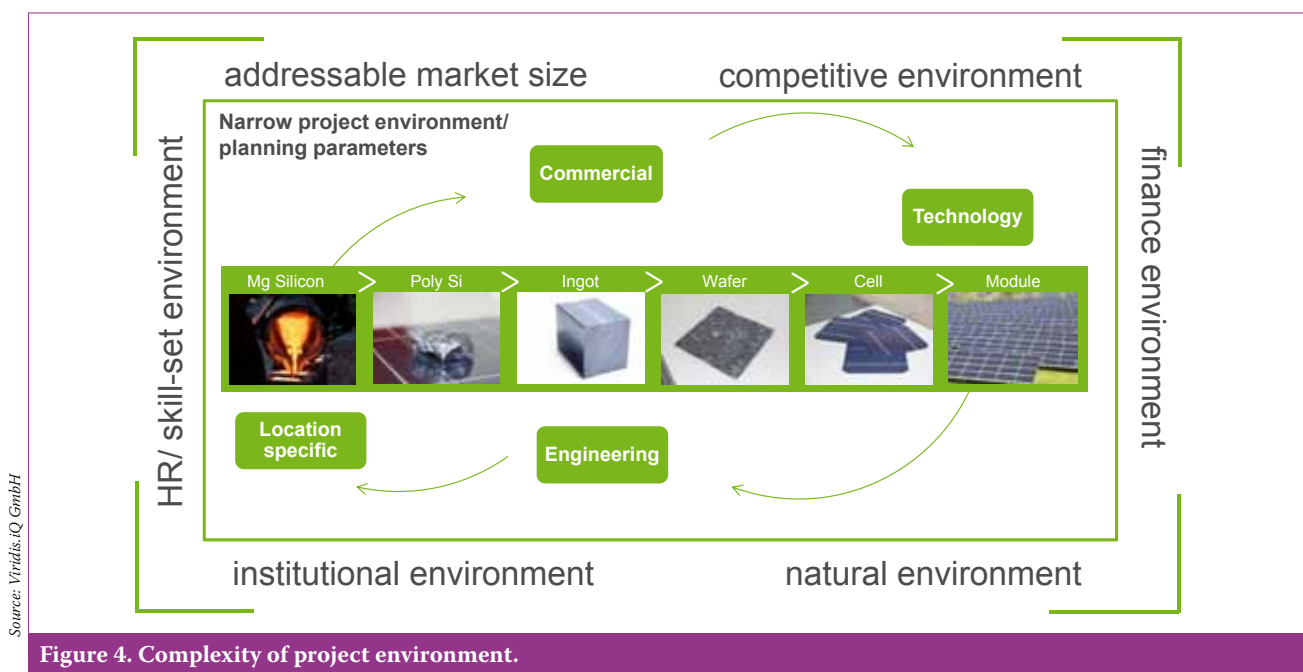 addressable market size
competitive environment
HR/ skill-set environment
finance environment
Narrow project environment/
planning parameters
Commercial
Technology
Mg Silicon > Poly Si > Ingot > Wafer > Cell > Module
Location
specific
Engineering
institutional environment
natural environment
Source: Viridis.iQ GmbH
Figure 4. Complexity of project environment.